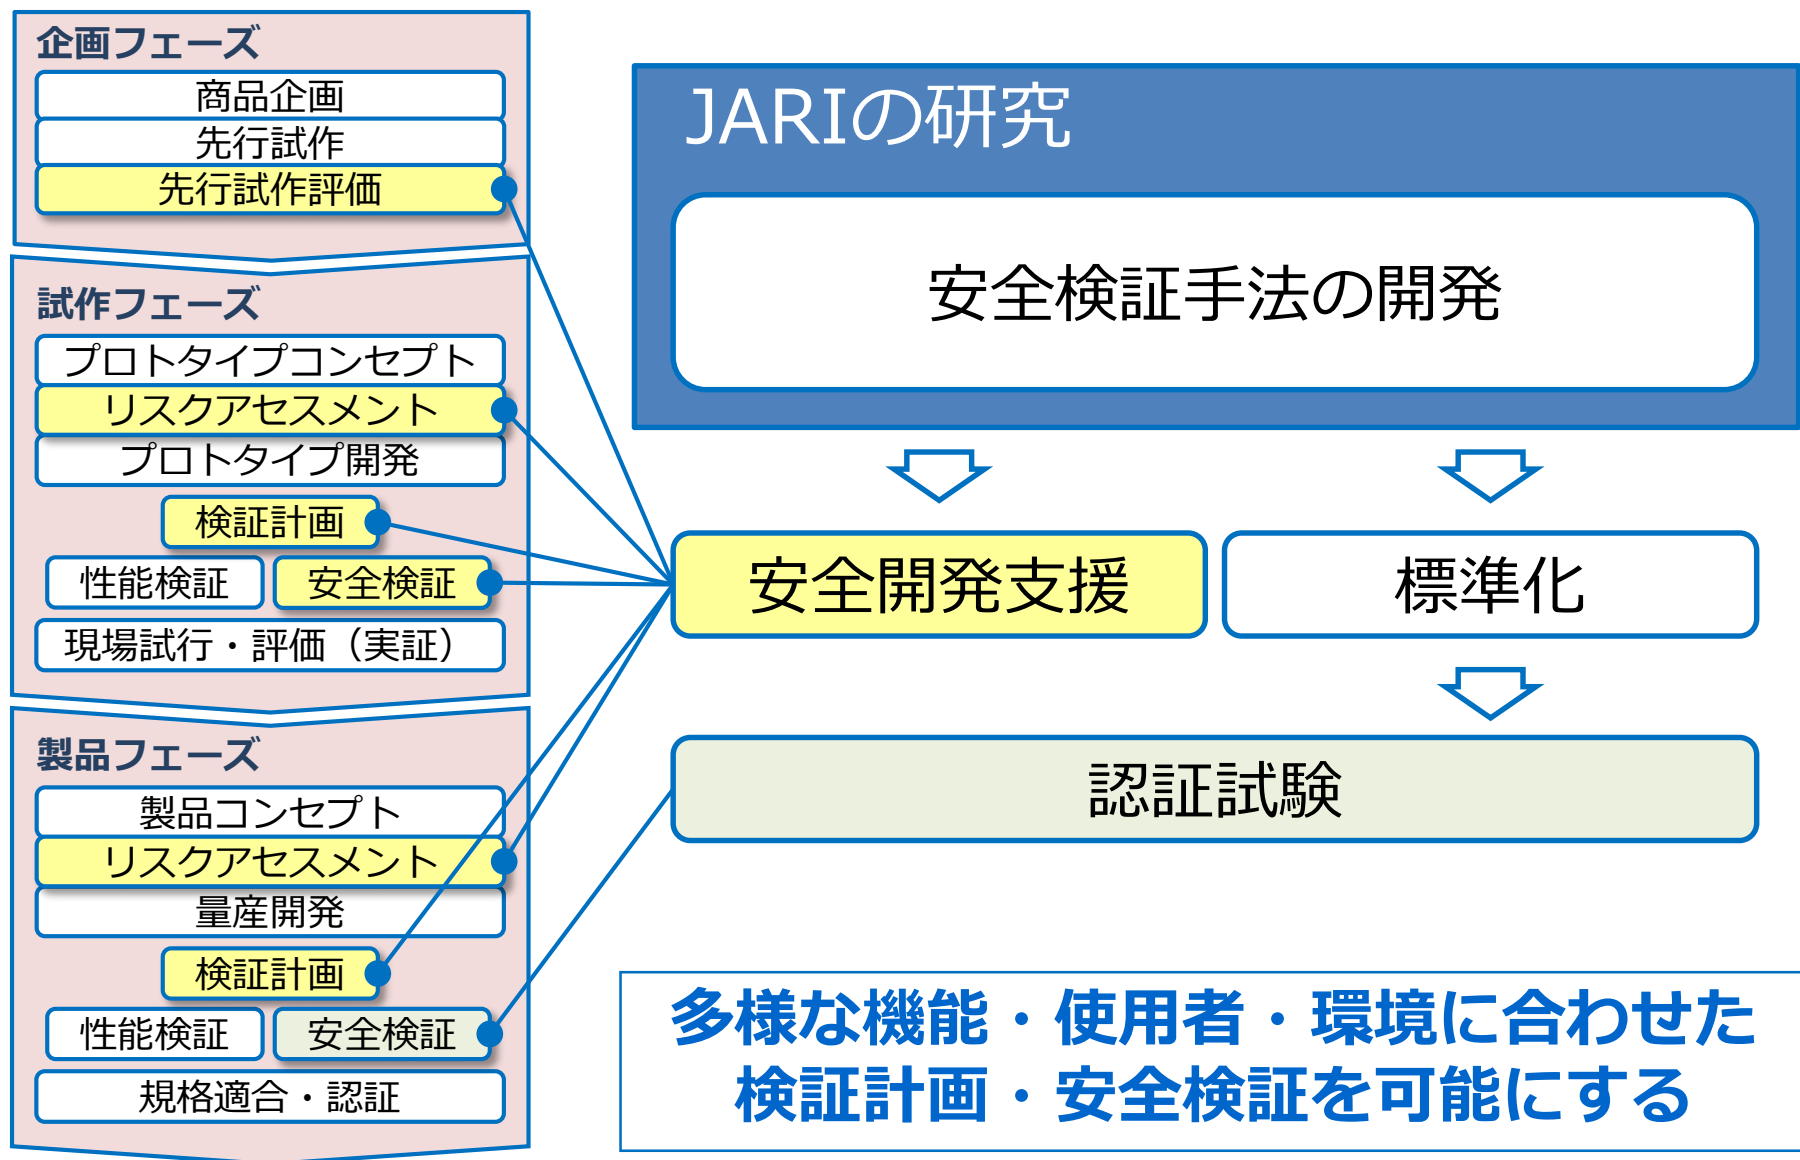 企画フェーズ
商品企画
先行試作
先行試作評価
試作フェーズ
プロトタイプコンセプト
リスクアセスメント
プロトタイプ開発
検証計画
性能検証
安全検証
現場試行・評価（実証）
製品フェーズ
製品コンセプト
リスクアセスメント
量産開発
検証計画
性能検証
安全検証
規格適合・認証
JARIの研究
安全検証手法の開発
安全開発支援
標準化
認証試験
多様な機能・使用者・環境に合わせた
検証計画・安全検証を可能にする